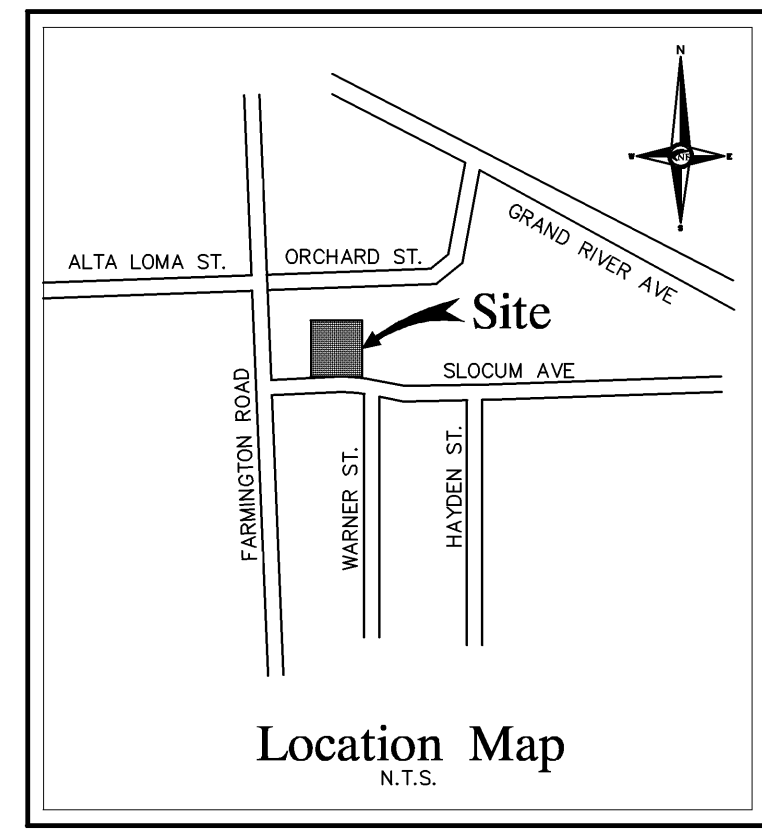 N
W
E
S
GRAND RIVER AVE
ALTA LOMA ST.
ORCHARD ST.
Site
SLOCUM AVE
FARMINGTON ROAD
WARNER ST.
HAYDEN ST.
Location Map
N.T.S.